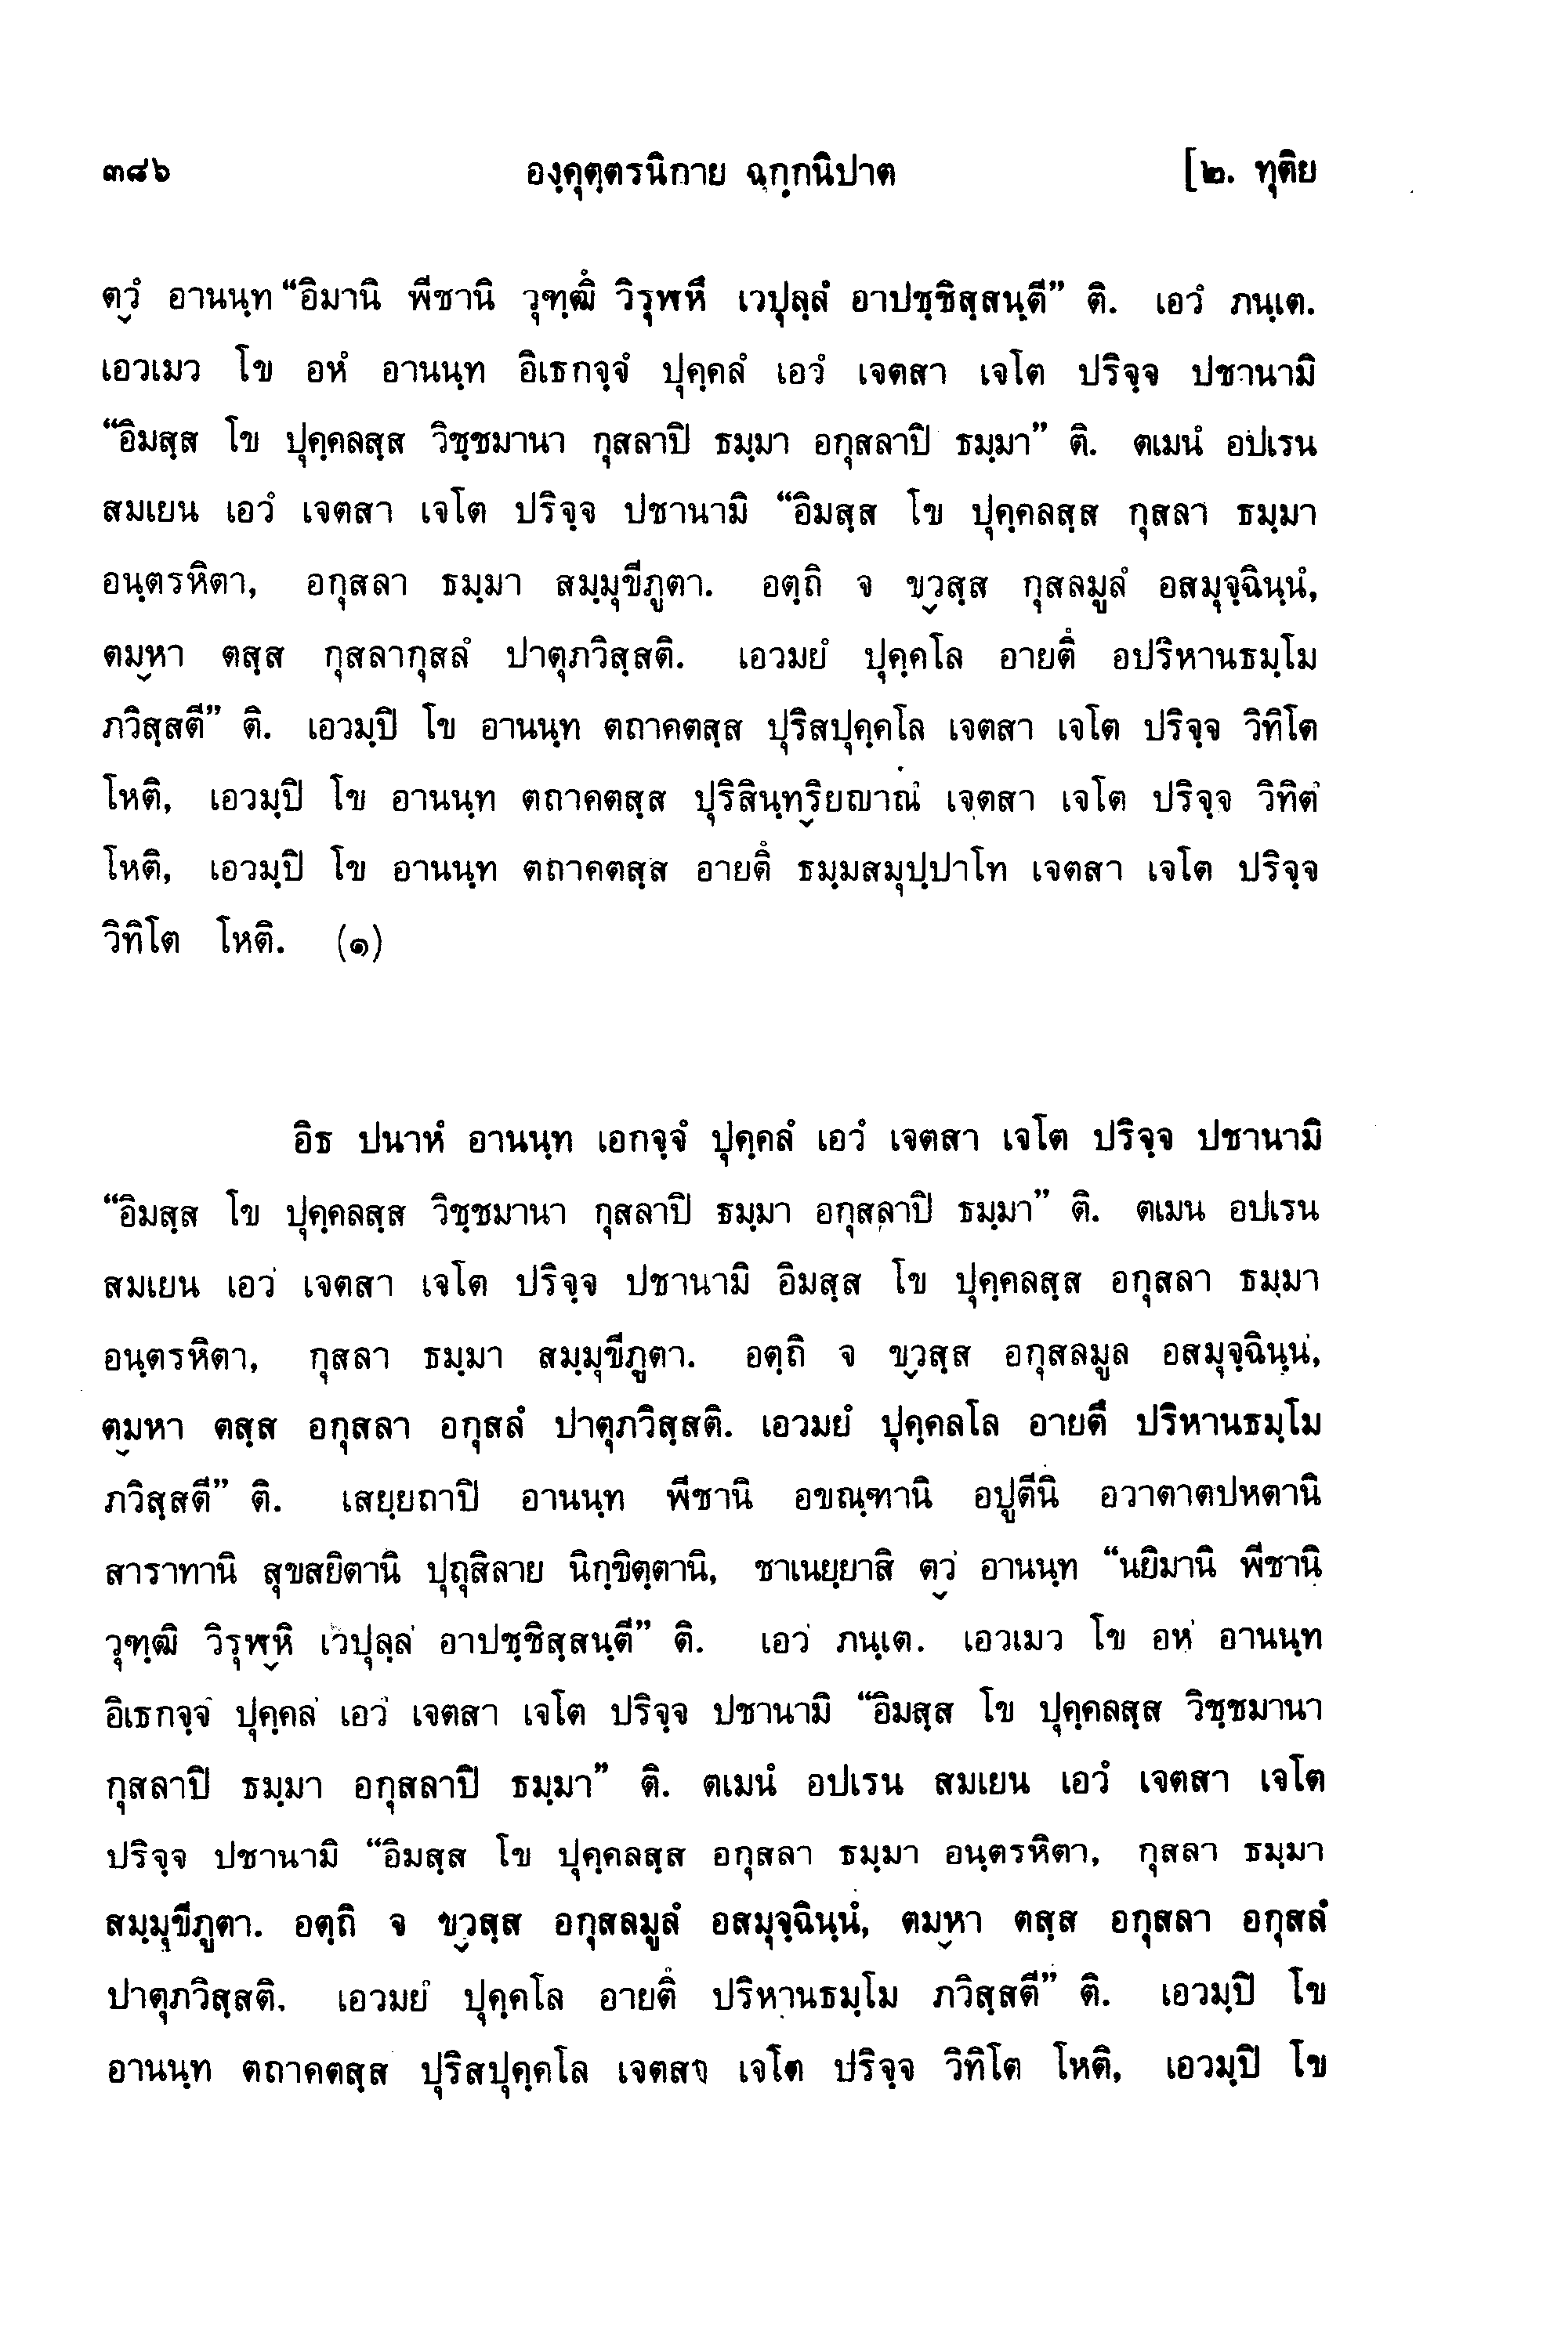 ๓๘๖ องฺคุตฺตรนิกาย ฉกฺกนิปาต [๒. ทุติย
ตฺวํ อานนฺท “อิมานิ พีชานิ วุฑฺฒึ วิรุฬหึ เวปุลฺลํ อาปชฺชิสฺสนฺตี” ติ. เอวํ ภนฺเต.
เอวเมว โข อหํ อานนฺท อิเธกจฺจํ ปุคฺคลํ เอวํ เจตสา เจโต ปริจฺจ ปชานามิ
“อิมสฺส โข ปุคฺคลสฺส วิชฺชมานา กุสลาปิ ธมฺมา อกุสลาปิ ธมฺมา” ติ. ตเมนํ อปเรน
สมเยน เอวํ เจตสา เจโต ปริจฺจ ปชานามิ “อิมสฺส โข ปุคฺคลสฺส กุสลา ธมฺมา
อนฺตรหิตา, อกุสลา ธมฺมา สมฺมุขีภูตา. อตฺถิ จ ขฺวสฺส กุสลมูลํ อสมุจฺฉินฺนํ,
ตมฺหา ตสฺส กุสลากุสลํ ปาตุภวิสฺสติ. เอวมยํ ปุคฺคโล อายตึ อปริหานธมฺโม
ภวิสฺสตี” ติ. เอวมฺปิ โข อานนฺท ตถาคตสฺส ปุริสปุคฺคโล เจตสา เจโต ปริจฺจ วิทิโต
โหติ, เอวมฺปิ โข อานนฺท ตถาคตสฺส ปุริสินฺทฺริยญาณํ เจตสา เจโต ปริจฺจ วิทิตํ
โหติ, เอวมฺปิ โข อานนฺท ตถาคตสฺส อายตึ ธมฺมสมุปฺปาโท เจตสา เจโต ปริจฺจ
วิทิโต โหติ. (๑)
อิธ ปนาหํ อานนฺท เอกจฺจํ ปุคฺคลํ เอวํ เจตสา เจโต ปริจฺจ ปชานามิ
“อิมสฺส โข ปุคฺคลสฺส วิชฺชมานา กุสลาปิ ธมฺมา อกุสลาปิ ธมฺมา” ติ. ตเมน อปเรน
สมเยน เอวํ เจตสา เจโต ปริจฺจ ปชานามิ อิมสฺส โข ปุคฺคลสฺส อกุสลา ธมฺมา
อนฺตรหิตา, กุสลา ธมฺมา สมฺมุขีภูตา. อตฺถิ จ ขฺวสฺส อกุสลมูล อสมุจฺฉินฺนํ,
ตฺมหา ตสฺส อกุสลา อกุสลํ ปาตุภวิสฺสติ. เอวมยํ ปุคฺคลโล อายตึ ปริหานธมฺโม
ภวิสฺสตี” ติ. เสยฺยถาปิ อานนฺท พีชานิ อขณฺฑานิ อปูตีนิ อวาตาตปหตานิ
สาราทานิ สุขสยิตานิ ปุถุสิลาย นิกฺขิตฺตานิ, ชาเนยฺยาสิ ตฺวํ อานนฺท “นยิมานิ พีชานิ
วุฑฺฒิ วิรุฬฺหิ เวปุลฺลํ อาปชฺชิสฺสนฺตี” ติ. เอวํ ภนฺเต. เอวเมว โข อหํ อานนฺท
อิเธกจฺจํ ปุคฺคลํ เอวํ เจตสา เจโต ปริจฺจ ปชานามิ “อิมสฺส โข ปุคฺคลสฺส วิชฺชมานา
กุสลาปิ ธมฺมา อกุสลาปิ ธมฺมา” ติ. ตเมนํ อปเรน สมเยน เอวํ เจตสา เจโต
ปริจฺจ ปชานามิ “อิมสฺส โข ปุคฺคลสฺส อกุสลา ธมฺมา อนฺตรหิตา, กุสลา ธมฺมา
สมฺมุขีภูตา. อตฺถิ จ ขฺวสฺส อกุสลมูลํ อสมุจฺฉินฺนํ, ตมฺหา ตสฺส อกุสลา อกุสลํ
ปาตุภวิสฺสติ. เอวมยํ ปุคฺคโล อายตึ ปริหานธมฺโม ภวิสฺสตี” ติ. เอวมฺปิ โข
อานนฺท ตถาคตสฺส ปุริสปุคฺคโล เจตสา เจโต ปริจฺจ วิทิโต โหติ, เอวมฺปิ โข